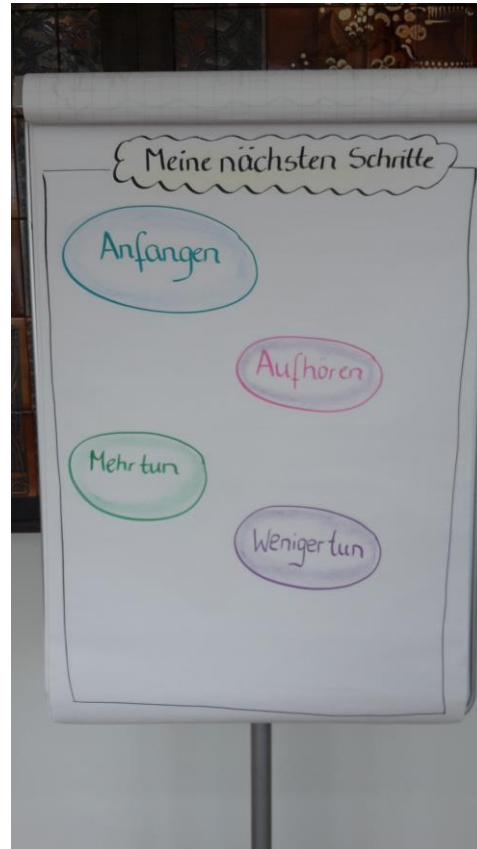 Meine nächsten Schritte
Anfangen
Aufhören
Mehr tun
Weniger tun